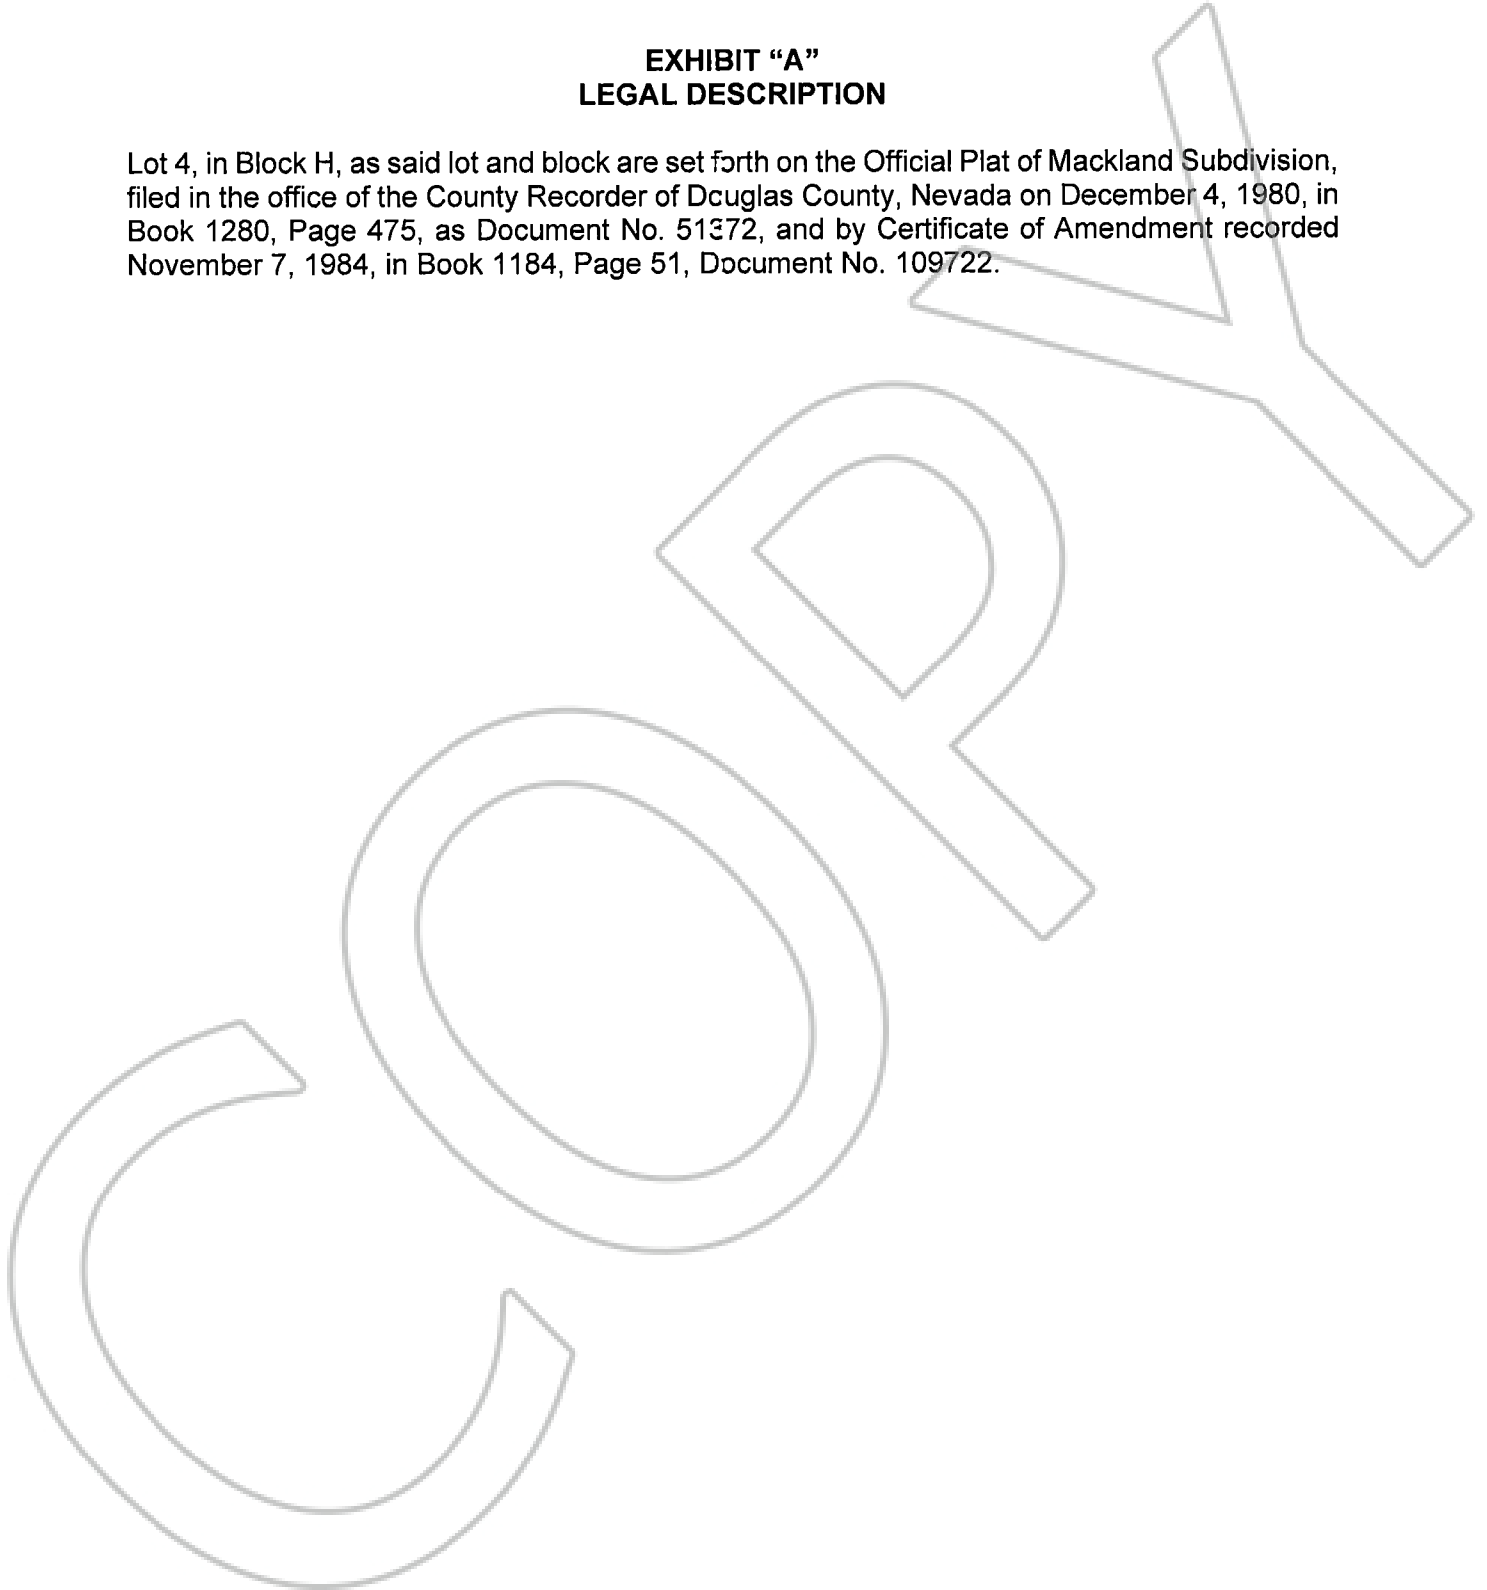 EXHIBIT “A”
LEGAL DESCRIPTION
Lot 4, in Block H, as said lot and block are set forth on the Official Plat of Mackland Subdivision,
filed in the office of the County Recorder of Douglas County, Nevada on December 4, 1980, in
Book 1280, Page 475, as Document No. 51372, and by Certificate of Amendment recorded
November 7, 1984, in Book 1184, Page 51, Document No. 109722.
COPY